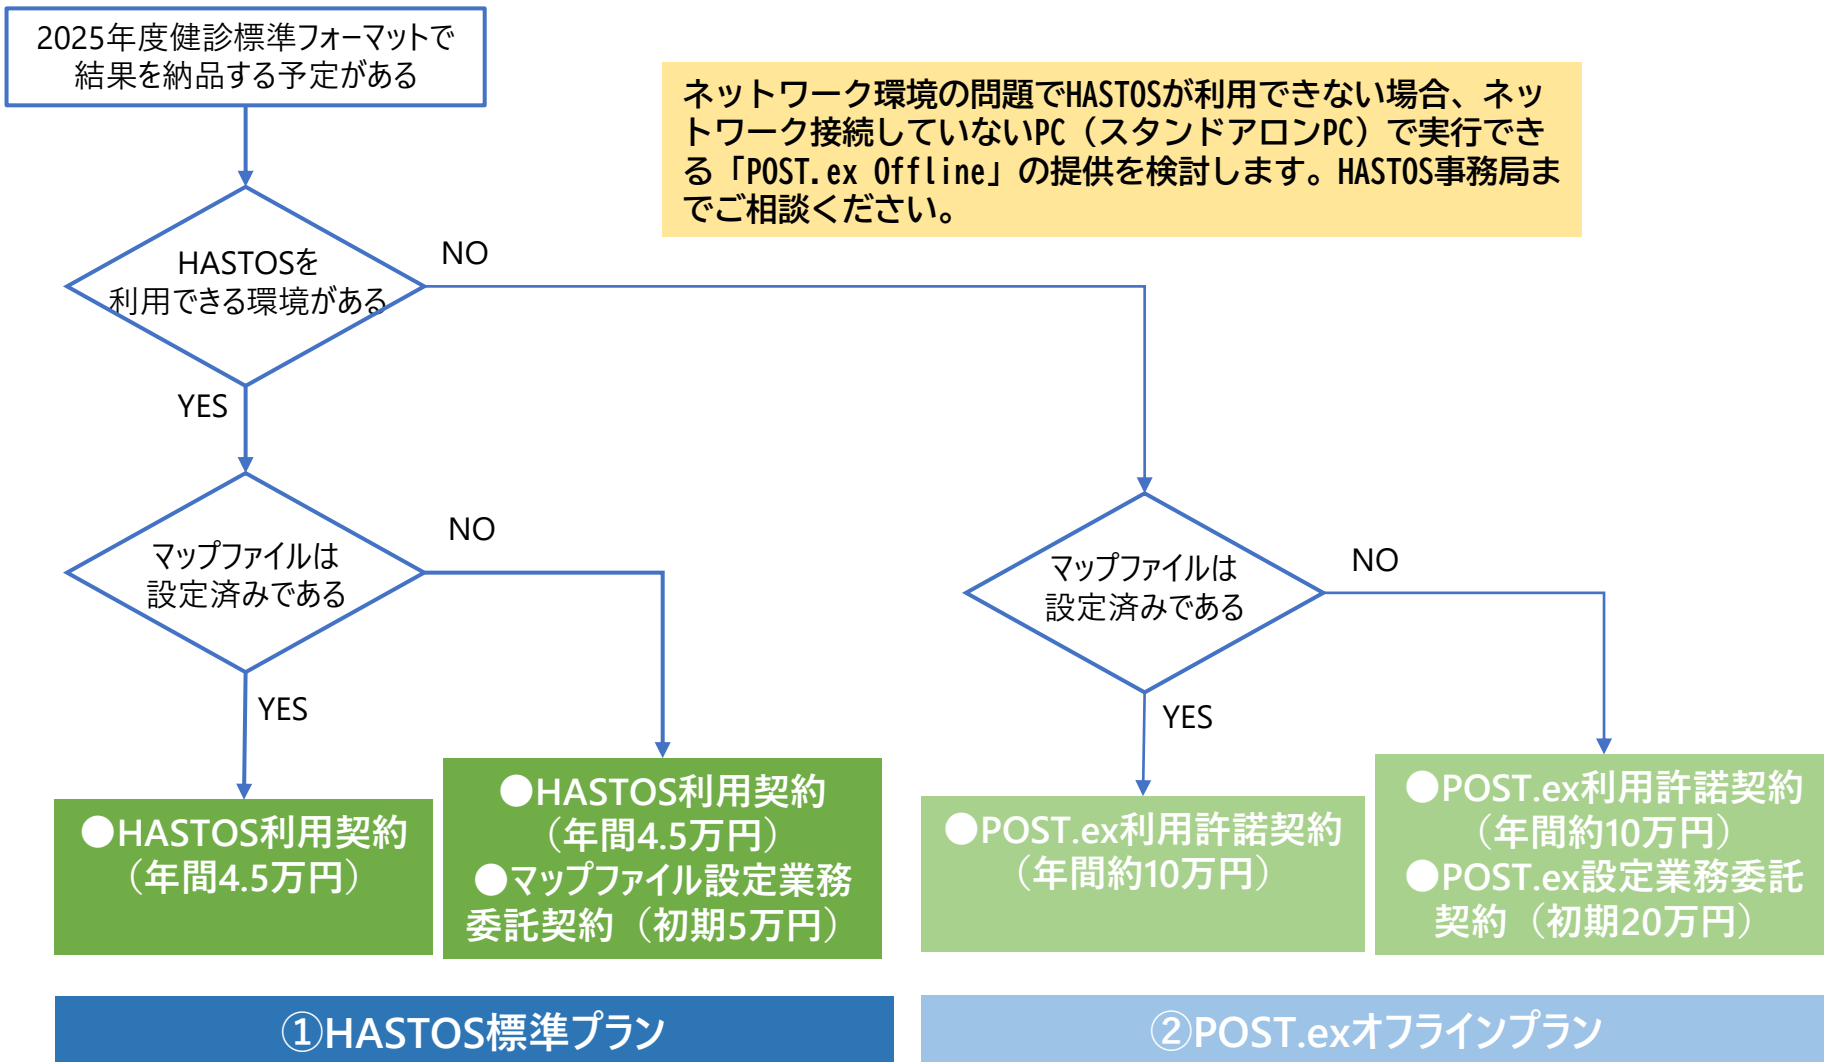 2025年度健診標準フォーマットで
結果を納品する予定がある
ネットワーク環境の問題でHASTOSが利用できない場合、ネッ
トワーク接続していないPC（スタンドアロンPC）で実行でき
る「POST.ex Offline」の提供を検討します。HASTOS事務局ま
でご相談ください。
HASTOSを
利用できる環境がある
NO
YES
マップファイルは
設定済みである
NO
YES
マップファイルは
設定済みである
NO
YES
●HASTOS利用契約
（年間4.5万円）
●HASTOS利用契約
（年間4.5万円）
●マップファイル設定業務
委託契約（初期5万円）
●POST.ex利用許諾契約
（年間約10万円）
●POST.ex利用許諾契約
（年間約10万円）
●POST.ex設定業務委託
契約（初期20万円）
①HASTOS標準プラン
②POST.exオフラインプラン